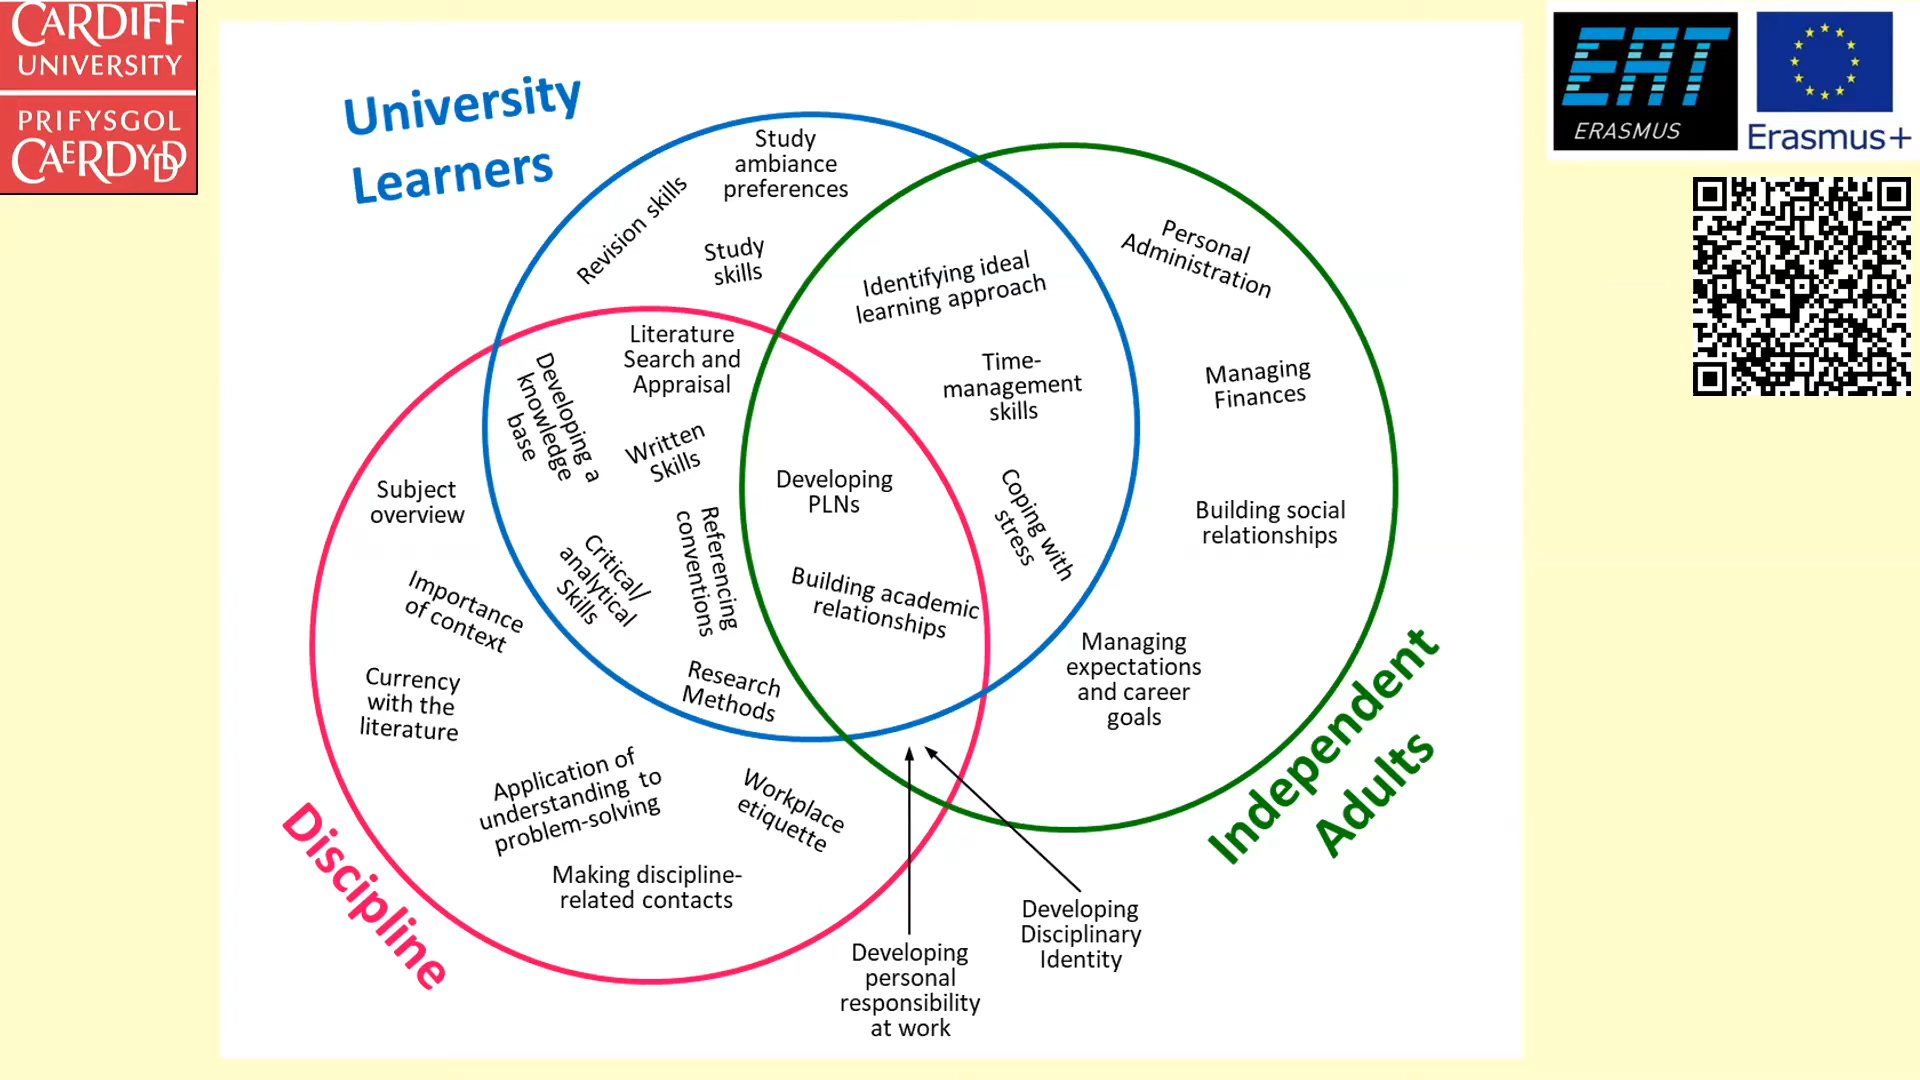 CARDIFF
UNIVERSITY
PRIFYSGOL
CAERDYDD
EAT
ERASMUS
Erasmus+
University
Learners
Study
ambiance
preferences
Revision skills
Study
skills
Identifying ideal
learning approach
Personal
Administration
Literature
Search and
Appraisal
Developing a
knowledge
base
Written
Skills
Time-
management
skills
Managing
Finances
Subject
overview
Developing
PLNs
Coping with
stress
Building social
relationships
Referencing
conventions
Critical/
analytical
Skills
Importance
of context
Building academic
relationships
Currency
with the
literature
Research
Methods
Managing
expectations
and career
goals
Application of
understanding to
problem-solving
Workplace
etiquette
Making discipline-
related contacts
Discipline
Independent
Adults
Developing
Disciplinary
Identity
Developing
personal
responsibility
at work